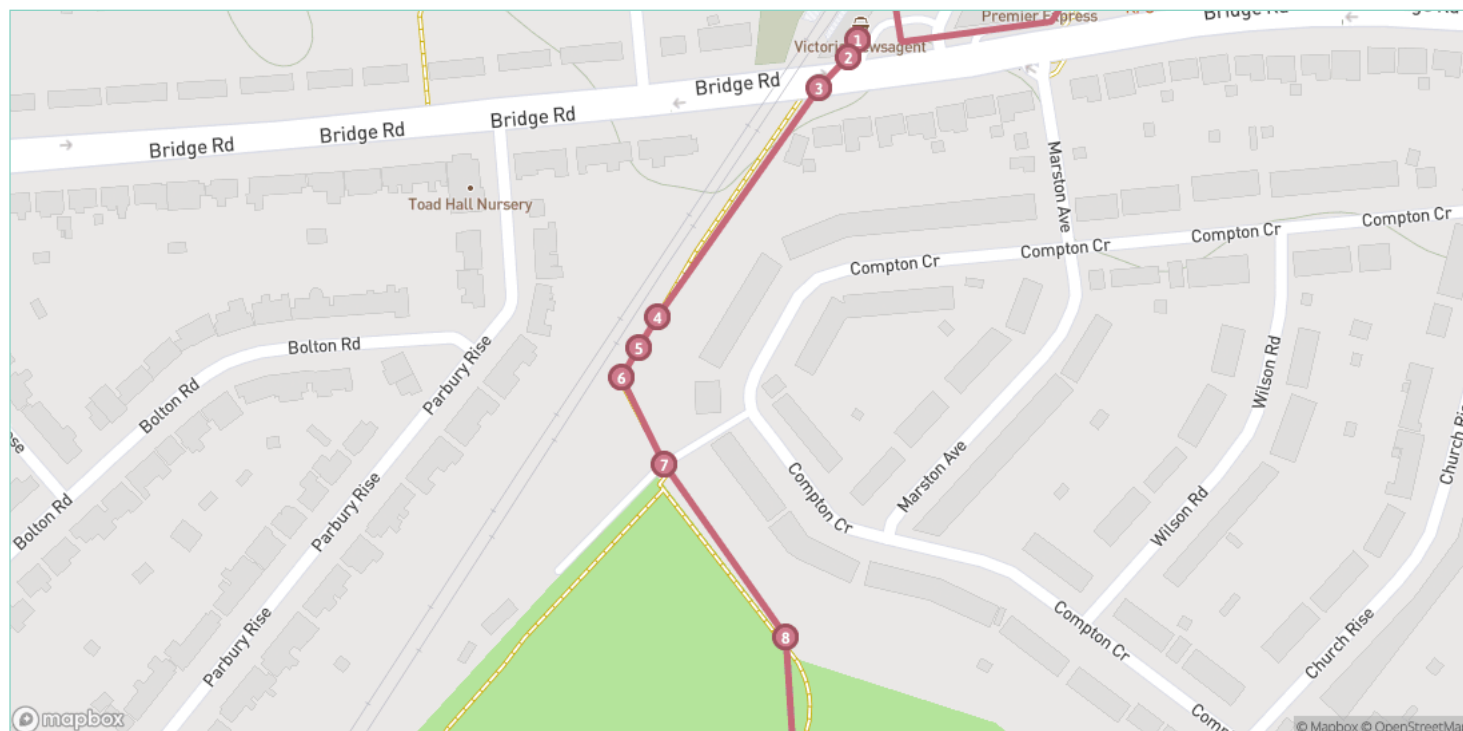 Premier Express
Bridge Rd
1
Victoria
2
Bridge Rd
3
Bridge Rd
Bridge Rd
Bridge Rd
Marston Ave
Toad Hall Nursery
Compton Cr
Compton Cr
Compton Cr
Compton Cr
4
Bolton Rd
5
Parbury Rise
6
Bolton Rd
Wilson Rd
Church Rise
7
Marston Ave
Compton Cr
Bolton Rd
Parbury Rise
Wilson Rd
8
Compton Cr
Parbury Rise
Church Rise
mapbox
© Mapbox © OpenStreetMap